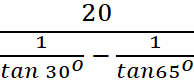 20
1 / tan 30^o − 1 / tan65^o